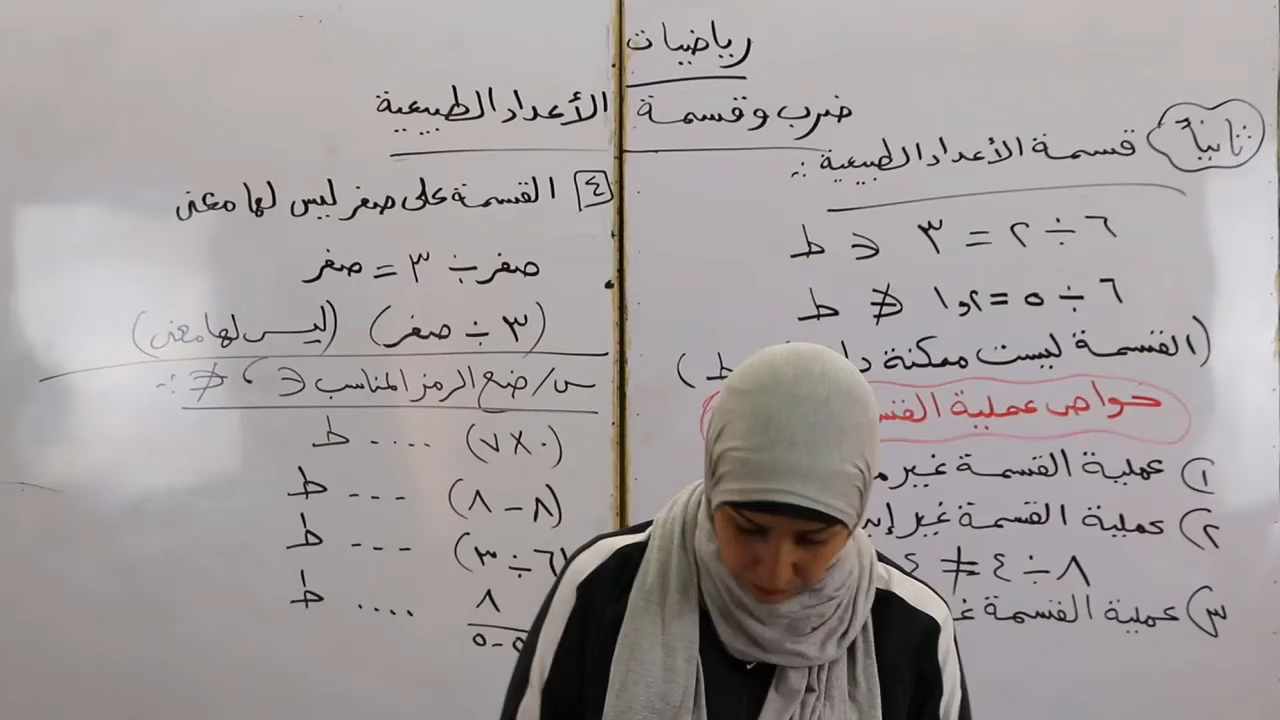 رياضيات
ضرب وقسمة الأعداد الطبيعية
ثانياً قسمة الأعداد الطبيعية :-
٦ ÷ ٢ = ٣ ∈ ط
٦ ÷ ٥ = ١,٢ ∉ ط
(القسمة ليست ممكنة ط)
خواص عملية
١) عملية القسمة غير
٢) عملية القسمة غير
٨ ÷ ٤ ≠ ٤
٣) عملية القسمة
٤ القسمة على صفر ليس لها معنى
صفر ÷ ٣ = صفر
(٣ ÷ صفر) (ليس لها معنى)
س/ ضع الرمز المناسب ∈ ، ∉ :-
(٠ × ٧) .... ط
(٨ - ٨) --- ط
(٦ ÷ ٣) --- ط
٨ .... ط
٥-٥